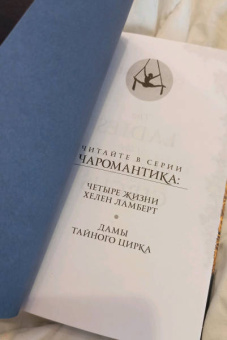 ЧИТАЙТЕ В СЕРИИ
ЧАРОМАНТИКА:
ЧЕТЫРЕ ЖИЗНИ
ХЕЛЕН ЛАМБЕРТ
ДАМЫ
ТАЙНОГО ЦИРКА